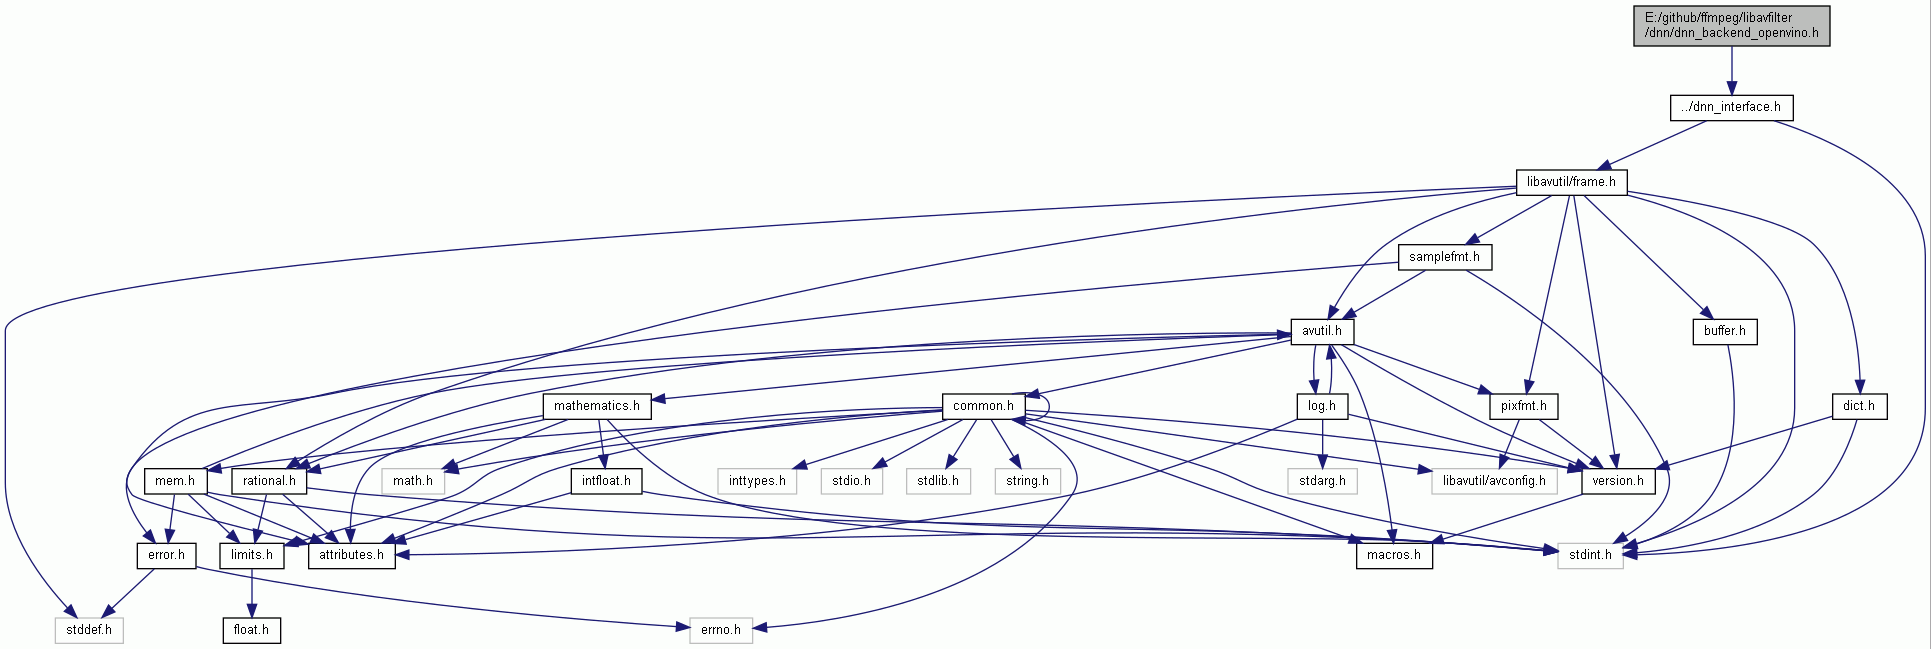 E:/github/ffmpeg/libavfilter
/dnn/dnn_backend_openvino.h
../dnn_interface.h
libavutil/frame.h
samplefmt.h
avutil.h
buffer.h
mathematics.h
common.h
log.h
pixfmt.h
dict.h
mem.h
rational.h
math.h
intfloat.h
inttypes.h
stdio.h
stdlib.h
string.h
stdarg.h
libavutil/avconfig.h
version.h
error.h
limits.h
attributes.h
macros.h
stdint.h
stddef.h
float.h
errno.h